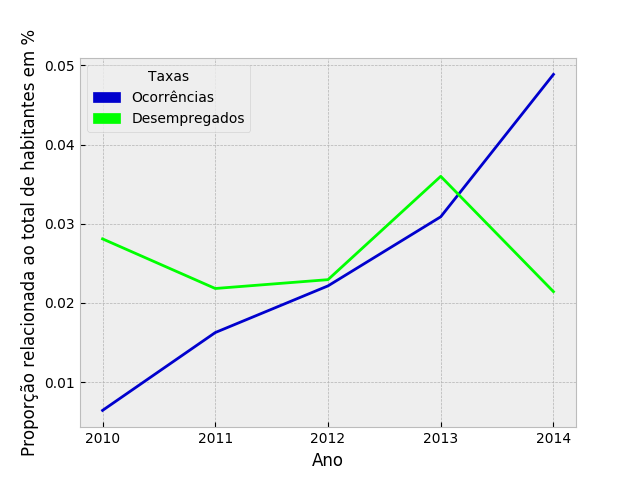 Proporção relacionada ao total de habitantes em %
0.05
0.04
0.03
0.02
0.01
Taxas
Ocorrências
Desempregados
2010 2011 2012 2013 2014
Ano